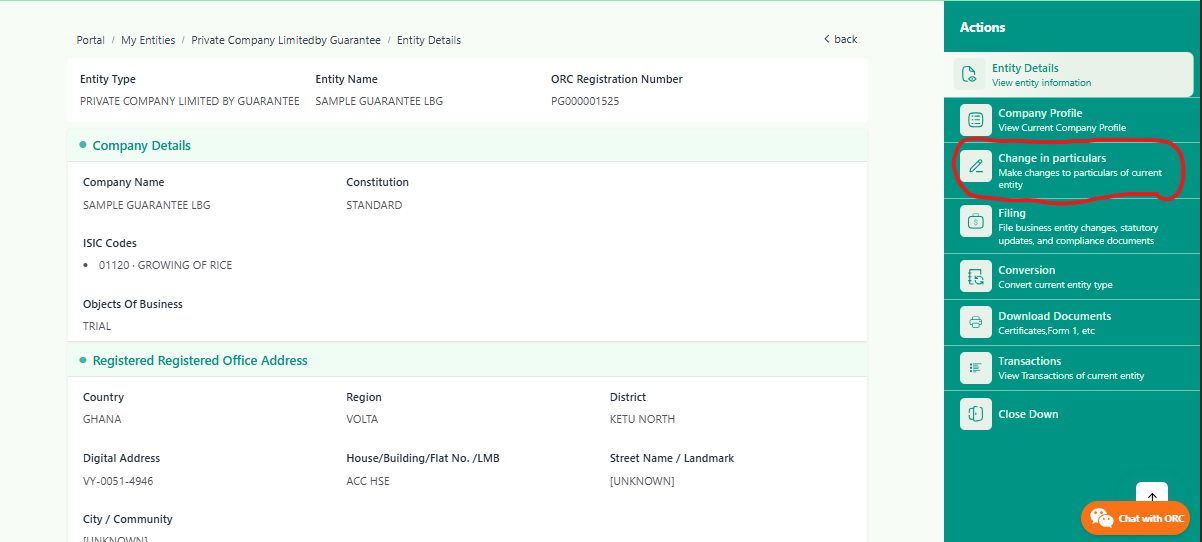 Portal / My Entities / Private Company Limitedby Guarantee / Entity Details
back
Entity Type
PRIVATE COMPANY LIMITED BY GUARANTEE
Entity Name
SAMPLE GUARANTEE LBG
ORC Registration Number
PG000001525
Company Details
Company Name
SAMPLE GUARANTEE LBG
Constitution
STANDARD
ISIC Codes
• 01120 · GROWING OF RICE
Objects Of Business
TRIAL
Registered Registered Office Address
Country
GHANA
Region
VOLTA
District
KETU NORTH
Digital Address
VY-0051-4946
House/Building/Flat No. /LMB
ACC HSE
Street Name / Landmark
[UNKNOWN]
City / Community
[UNKNOWN]
Actions
Entity Details
View entity information
Company Profile
View Current Company Profile
Change in particulars
Make changes to particulars of current
entity
Filing
File business entity changes, statutory
updates, and compliance documents
Conversion
Convert current entity type
Download Documents
Certificates,Form 1, etc
Transactions
View Transactions of current entity
Close Down
Chat with ORC